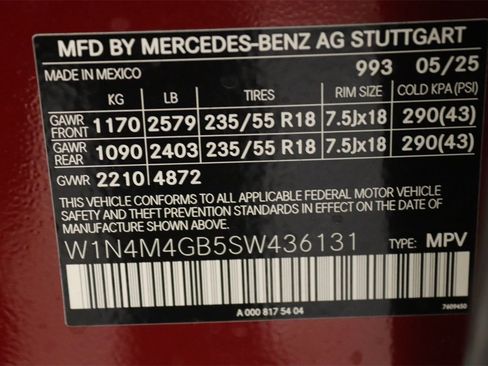 MFD BY MERCEDES-BENZ AG STUTTGART
MADE IN MEXICO 993 05/25
KG LB TIRES RIM SIZE COLD KPA(PSI)
GAWR FRONT 1170 2579 235/55 R18 7.5Jx18 290(43)
GAWR REAR 1090 2403 235/55 R18 7.5Jx18 290(43)
GVWR 2210 4872
THIS VEHICLE CONFORMS TO ALL APPLICABLE FEDERAL MOTOR VEHICLE
SAFETY AND THEFT PREVENTION STANDARDS IN EFFECT ON THE DATE OF
MANUFACTURE SHOWN ABOVE.
W1N4M4GB5SW436131 TYPE: MPV
A 000 817 54 04 7609450